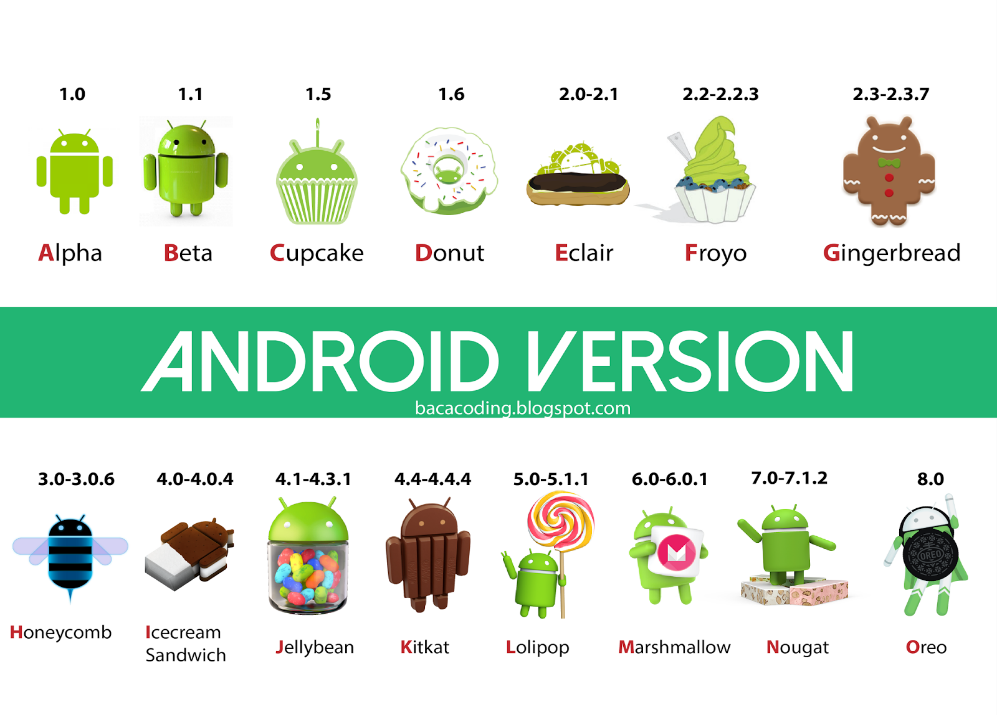 1.0 1.1 1.5 1.6 2.0-2.1 2.2-2.2.3 2.3-2.3.7
Alpha Beta Cupcake Donut Eclair Froyo Gingerbread
ANDROID VERSION
bacacoding.blogspot.com
3.0-3.0.6 4.0-4.0.4 4.1-4.3.1 4.4-4.4.4 5.0-5.1.1 6.0-6.0.1 7.0-7.1.2 8.0
M
OREO
Honeycomb Icecream
Sandwich Jellybean Kitkat Lolipop Marshmallow Nougat Oreo